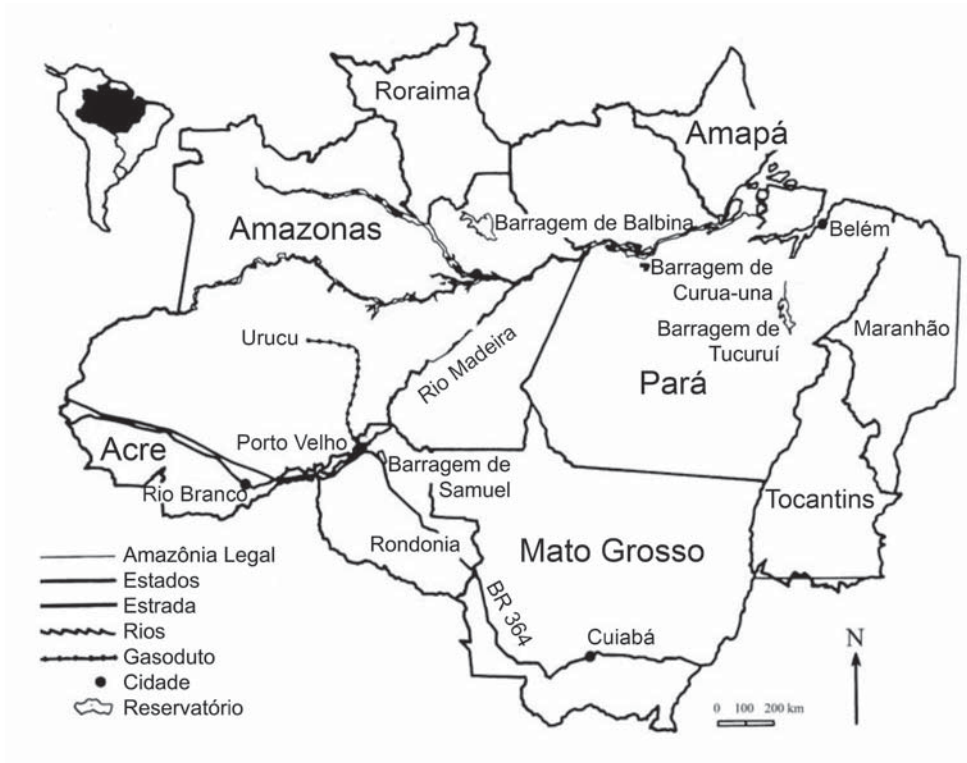 Roraima
Amapá
Amazonas
Barragem de Balbina
Belém
Barragem de
Curua-una
Urucu
Rio Madeira
Barragem de
Tucuruí
Maranhão
Pará
Acre
Porto Velho
Rio Branco
Barragem de
Samuel
Tocantins
Rondonia
Mato Grosso
BR 364
Cuiabá
Amazônia Legal
Estados
Estrada
Rios
Gasoduto
Cidade
Reservatório
N
0 100 200 km